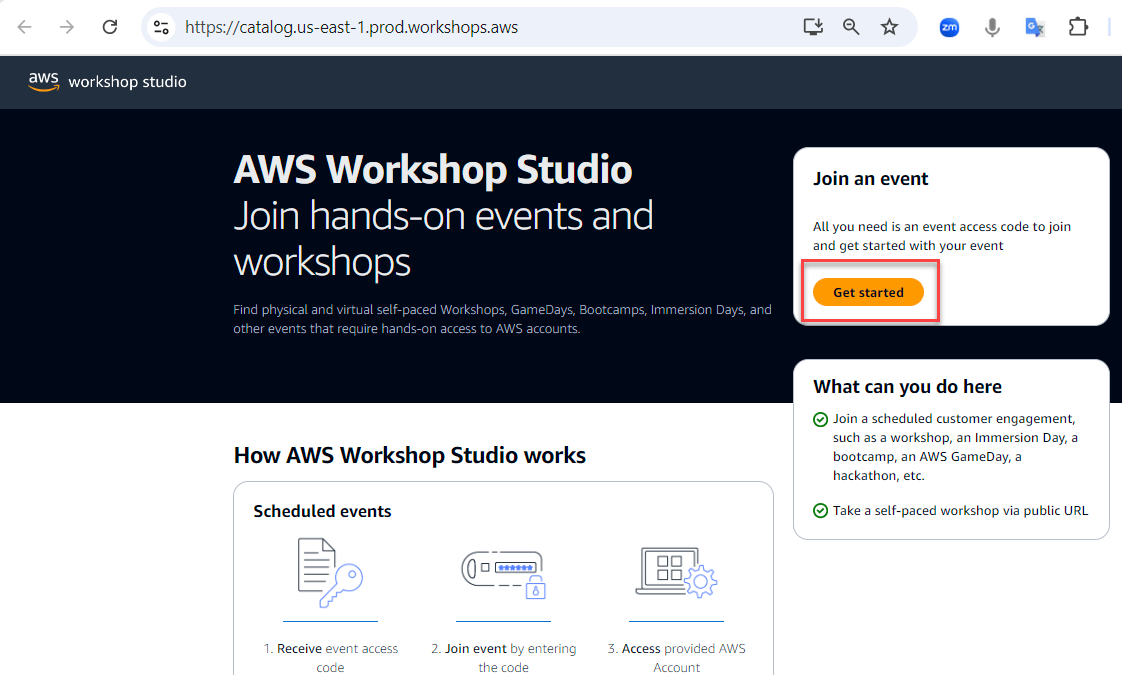 https://catalog.us-east-1.prod.workshops.aws
zm
G
aws workshop studio
AWS Workshop Studio
Join hands-on events and
workshops
Find physical and virtual self-paced Workshops, GameDays, Bootcamps, Immersion Days, and
other events that require hands-on access to AWS accounts.
Join an event
All you need is an event access code to join
and get started with your event
Get started
What can you do here
Join a scheduled customer engagement,
such as a workshop, an Immersion Day, a
bootcamp, an AWS GameDay, a
hackathon, etc.
Take a self-paced workshop via public URL
How AWS Workshop Studio works
Scheduled events
******
1. Receive event access
code
2. Join event by entering
the code
3. Access provided AWS
Account